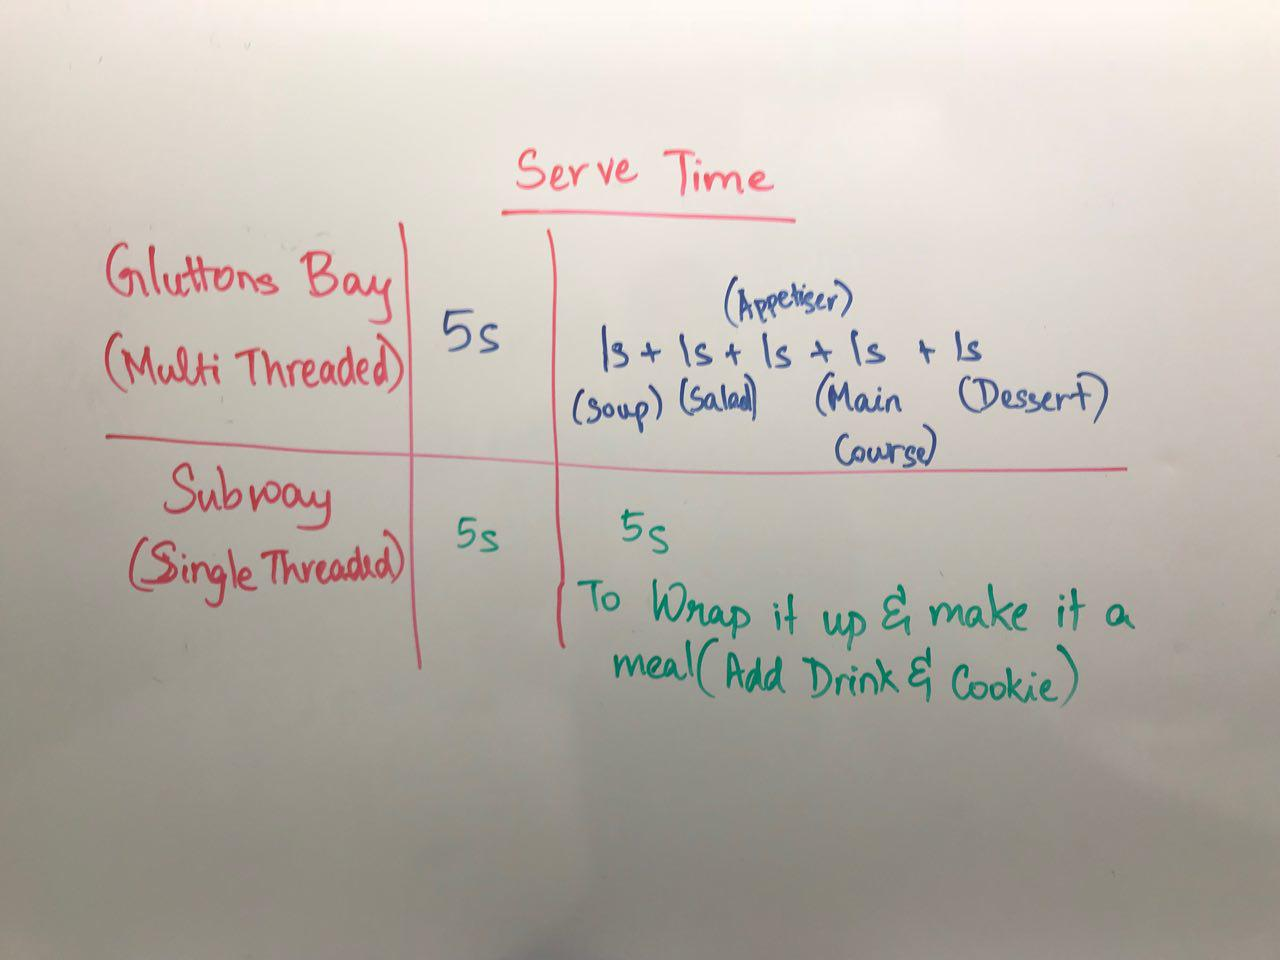 Serve Time
Gluttons Bay
(Multi Threaded)
5s
(Appetiser)
1s + 1s + 1s + 1s + 1s
(Soup) (Salad) (Main (Dessert)
Course)
Subway
(Single Threaded)
5s
5s
To Wrap it up & make it a
meal (Add Drink & Cookie)